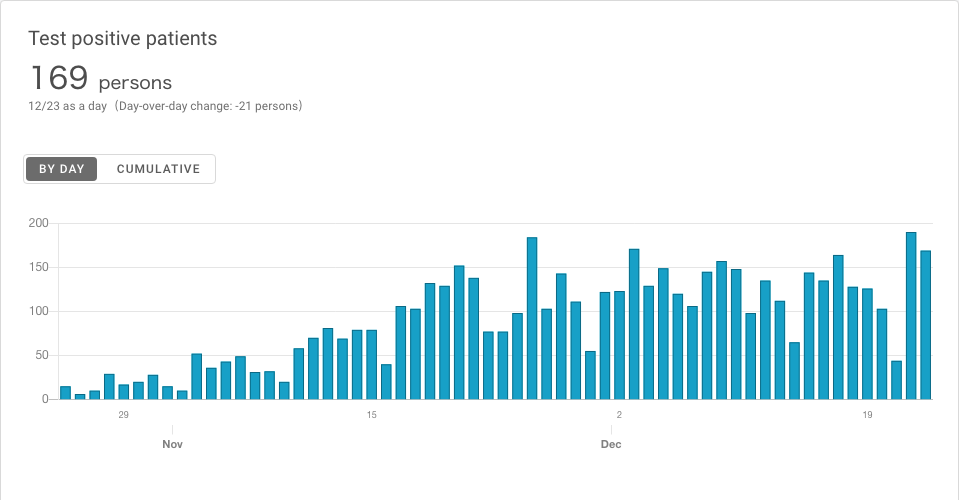 Test positive patients
169 persons
12/23 as a day（Day-over-day change: -21 persons）
BY DAY CUMULATIVE
200
150
100
50
0
29 15 2 19
Nov Dec